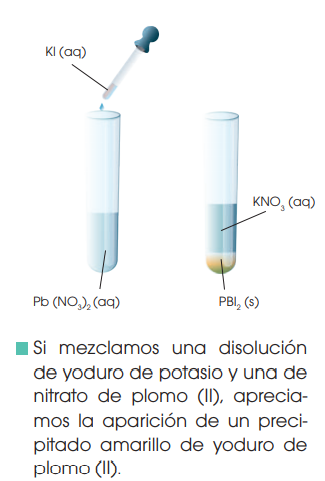 KI (aq)
KNO₃ (aq)
Pb (NO₃)₂ (aq)
PBI₂ (s)
Si mezclamos una disolución
de yoduro de potasio y una de
nitrato de plomo (II), aprecia-
mos la aparición de un preci-
pitado amarillo de yoduro de
plomo (II).